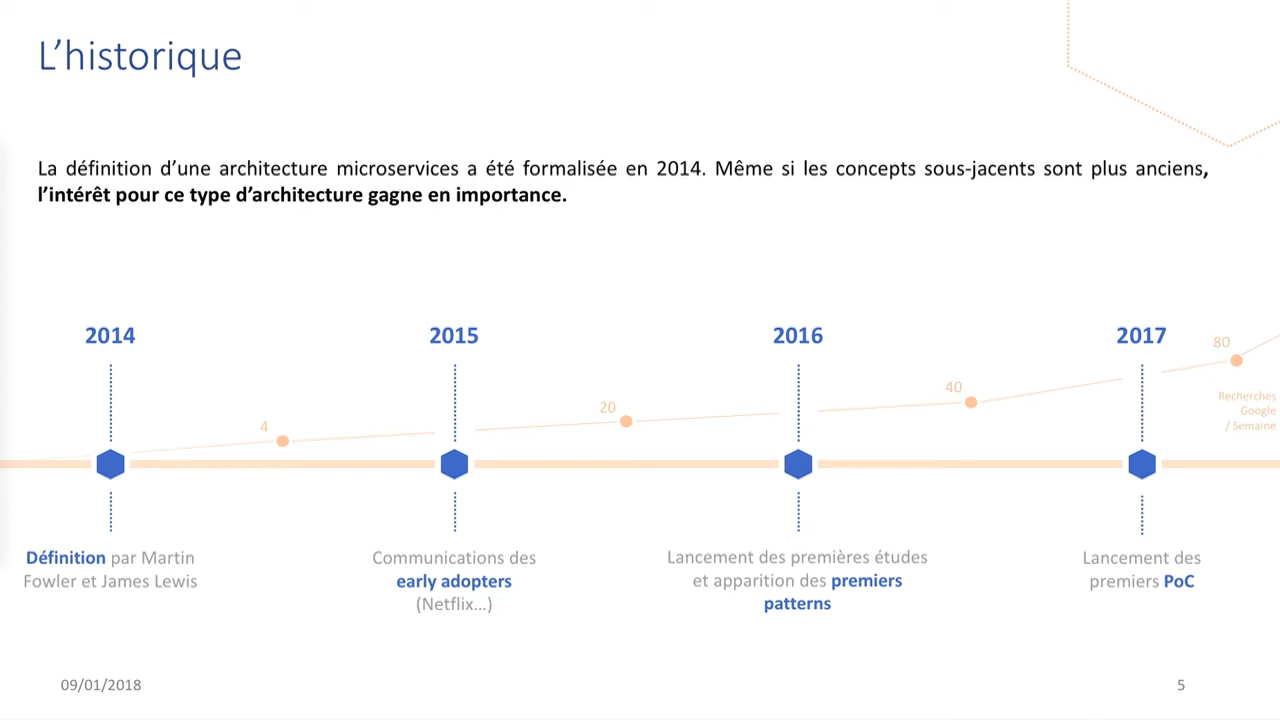 L’historique
La définition d’une architecture microservices a été formalisée en 2014. Même si les concepts sous-jacents sont plus anciens,
l’intérêt pour ce type d’architecture gagne en importance.
2014
2015
2016
2017
80
40
20
4
Recherches
Google
/ Semaine
Définition par Martin
Fowler et James Lewis
Communications des
early adopters
(Netflix…)
Lancement des premières études
et apparition des premiers
patterns
Lancement des
premiers PoC
09/01/2018
5